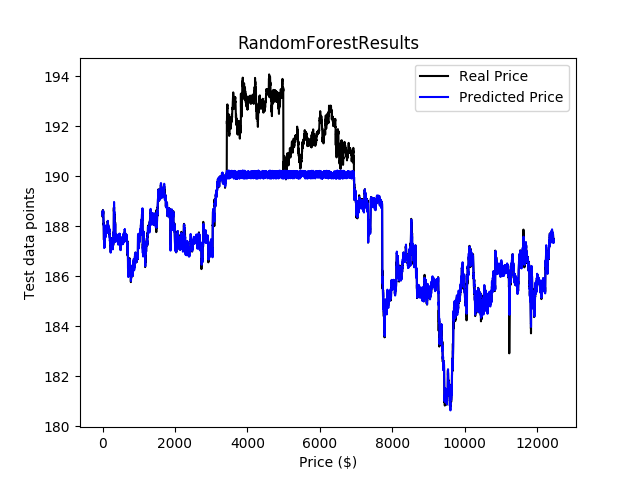 RandomForestResults
Real Price
Predicted Price
194
192
190
188
186
184
182
180
Test data points
0 2000 4000 6000 8000 10000 12000
Price ($)